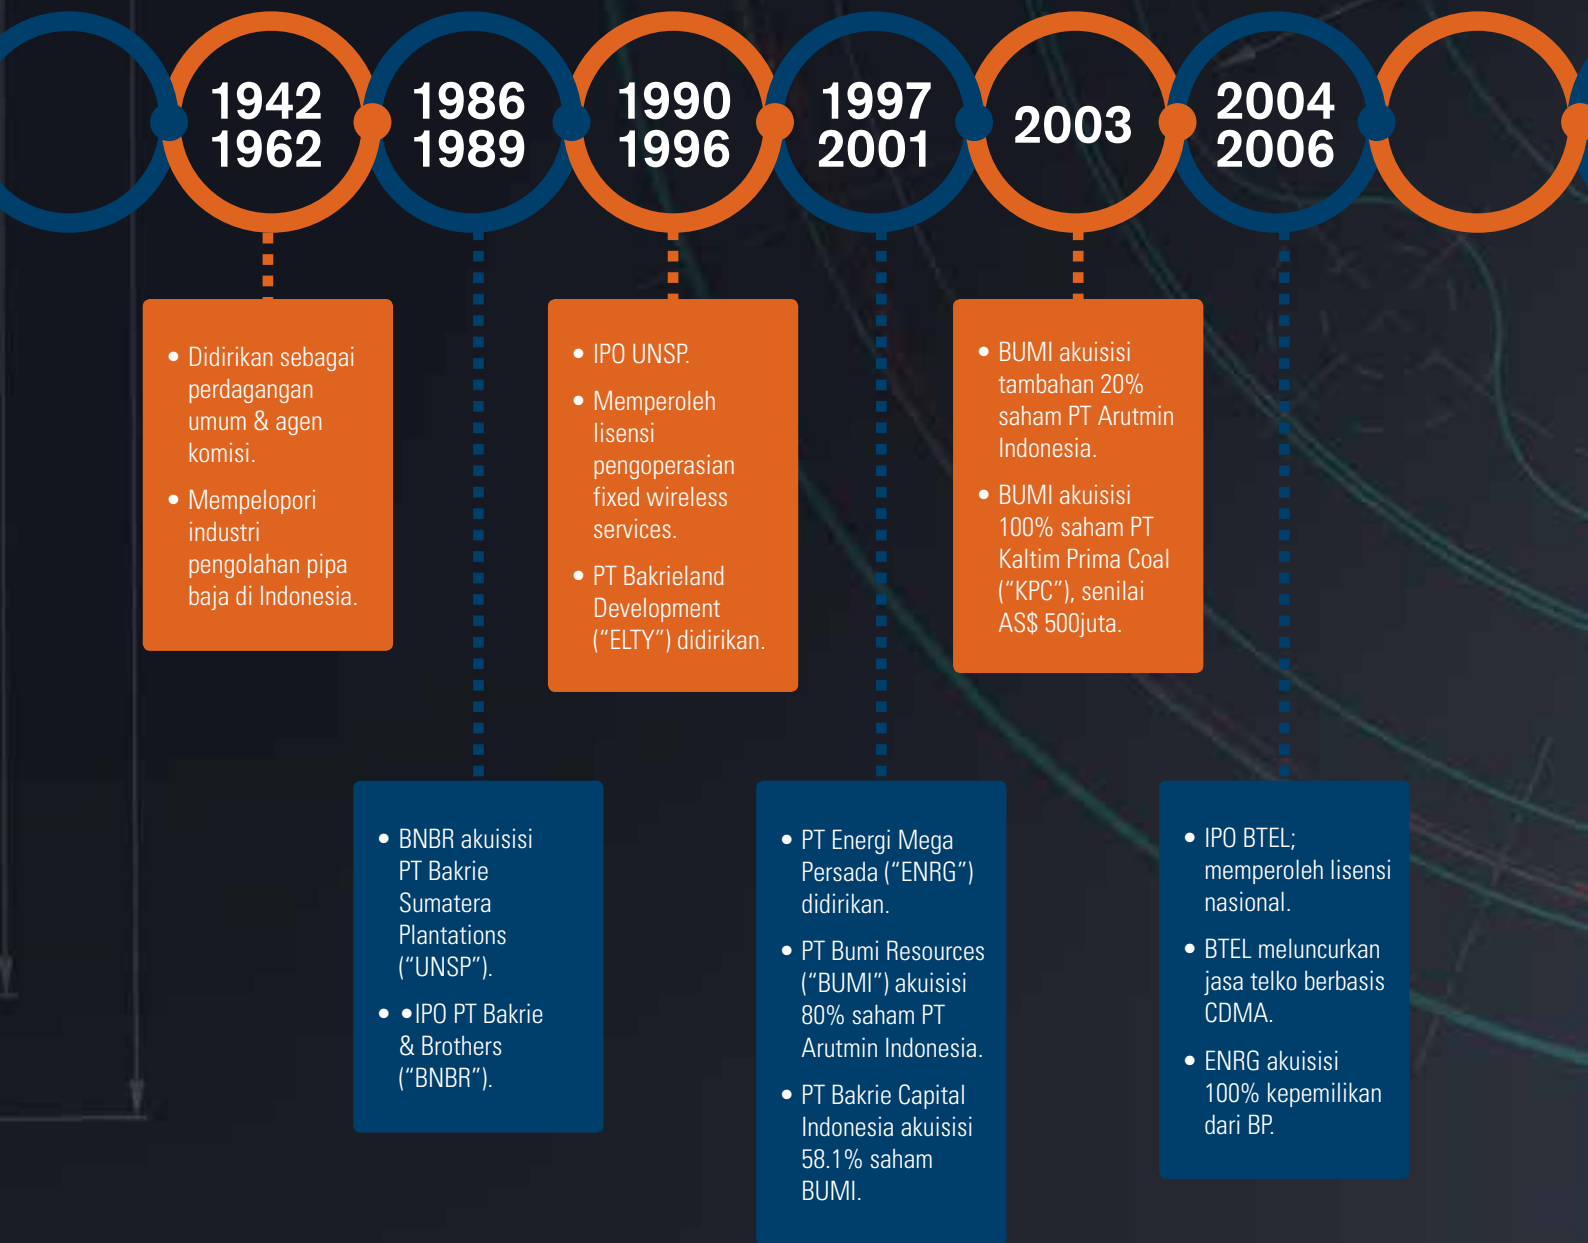 1942
1962
1986
1989
1990
1996
1997
2001
2003
2004
2006
• Didirikan sebagai
perdagangan
umum & agen
komisi.
• Mempelopori
industri
pengolahan pipa
baja di Indonesia.
• BNBR akuisisi
PT Bakrie
Sumatera
Plantations
(“UNSP”).
• •IPO PT Bakrie
& Brothers
(“BNBR”).
• IPO UNSP.
• Memperoleh
lisensi
pengoperasian
fixed wireless
services.
• PT Bakrieland
Development
(“ELTY”) didirikan.
• PT Energi Mega
Persada (“ENRG”)
didirikan.
• PT Bumi Resources
(“BUMI”) akuisisi
80% saham PT
Arutmin Indonesia.
• PT Bakrie Capital
Indonesia akuisisi
58.1% saham
BUMI.
• BUMI akuisisi
tambahan 20%
saham PT Arutmin
Indonesia.
• BUMI akuisisi
100% saham PT
Kaltim Prima Coal
(“KPC”), senilai
AS$ 500juta.
• IPO BTEL;
memperoleh lisensi
nasional.
• BTEL meluncurkan
jasa telko berbasis
CDMA.
• ENRG akuisisi
100% kepemilikan
dari BP.